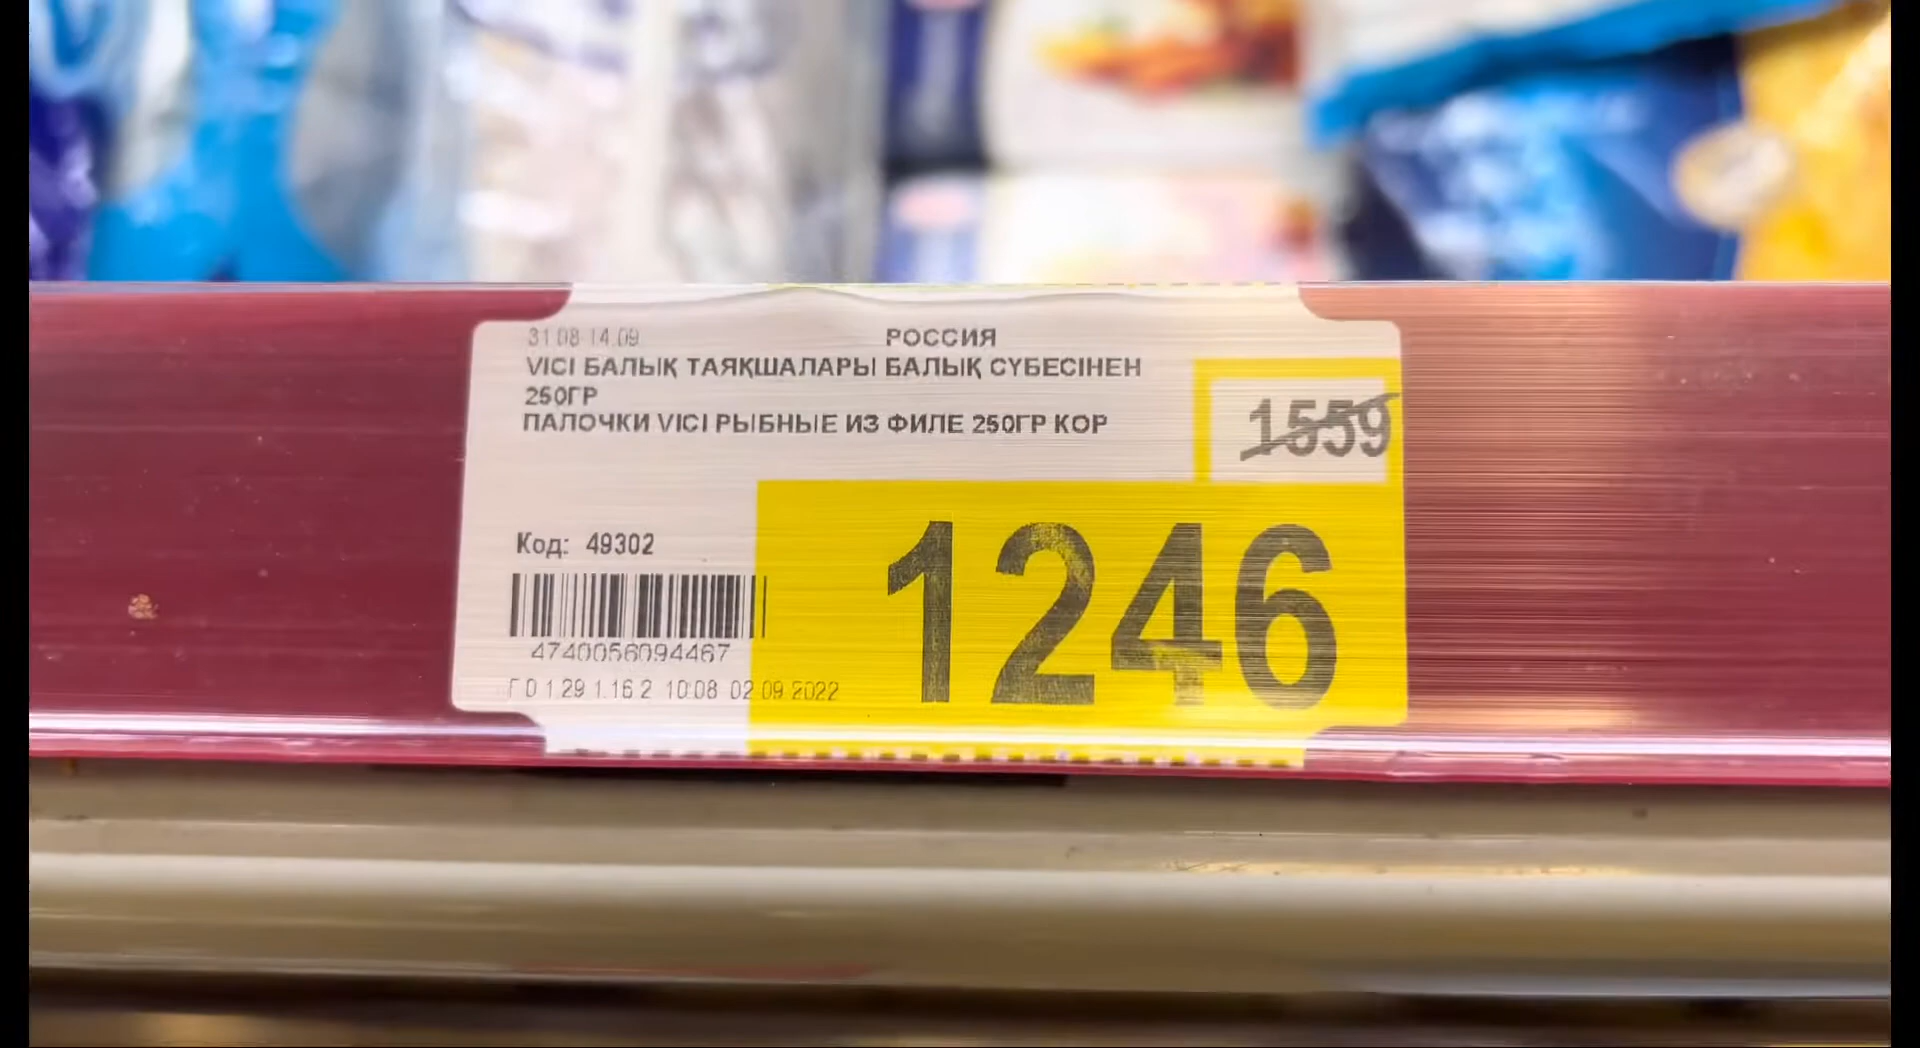 31.08-14.09
РОССИЯ
VICI БАЛЫҚ ТАЯҚШАЛАРЫ БАЛЫҚ СҮБЕСІНЕН
250ГР
ПАЛОЧКИ VICI РЫБНЫЕ ИЗ ФИЛЕ 250ГР КОР
1559
1246
Код: 49302
4740056094467
Г 0 1.29 1.16 2 10:08 02.09.2022